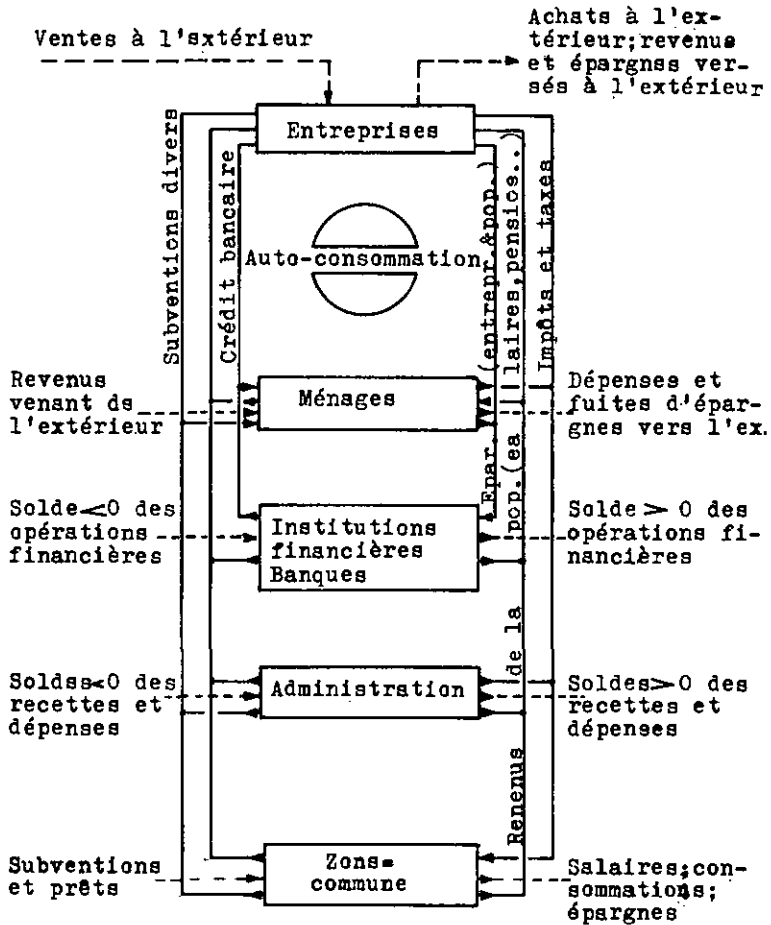 Ventes à l'sxtérieur
Achats à l'ex-
térieur;revenus
et épargnss ver-
sés à l'extérieur
Entreprises
Subventions divers
Crédit bancaire
Auto-consommation
Epar. (entrepr.&pop.)
Renenus de la pop.(ea laires,pensios..)
Impôts et taxes
Revenus
venant ds
l'extérieur
Ménages
Dépenses et
fuites d'épar-
gnes vers l'ex.
Solde<0 des
opérations
financières
Institutions
financières
Banques
Solde > 0 des
opérations fi-
nancières
Soldss<0 des
recettes et
dépenses
Administration
Soldes>0 des
recettes et
dépenses
Subventions
et prêts
Zons=
commune
Salaires;con-
sommations;
épargnes